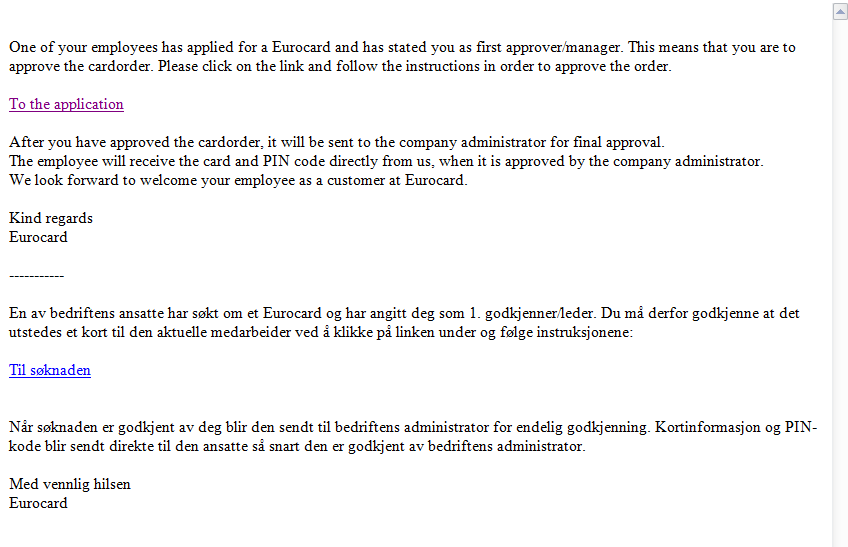 One of your employees has applied for a Eurocard and has stated you as first approver/manager. This means that you are to
approve the cardorder. Please click on the link and follow the instructions in order to approve the order.
To the application
After you have approved the cardorder, it will be sent to the company administrator for final approval.
The employee will receive the card and PIN code directly from us, when it is approved by the company administrator.
We look forward to welcome your employee as a customer at Eurocard.
Kind regards
Eurocard
-----------
En av bedriftens ansatte har søkt om et Eurocard og har angitt deg som 1. godkjenner/leder. Du må derfor godkjenne at det
utstedes et kort til den aktuelle medarbeider ved å klikke på linken under og følge instruksjonene:
Til søknaden
Når søknaden er godkjent av deg blir den sendt til bedriftens administrator for endelig godkjenning. Kortinformasjon og PIN-
kode blir sendt direkte til den ansatte så snart den er godkjent av bedriftens administrator.
Med vennlig hilsen
Eurocard